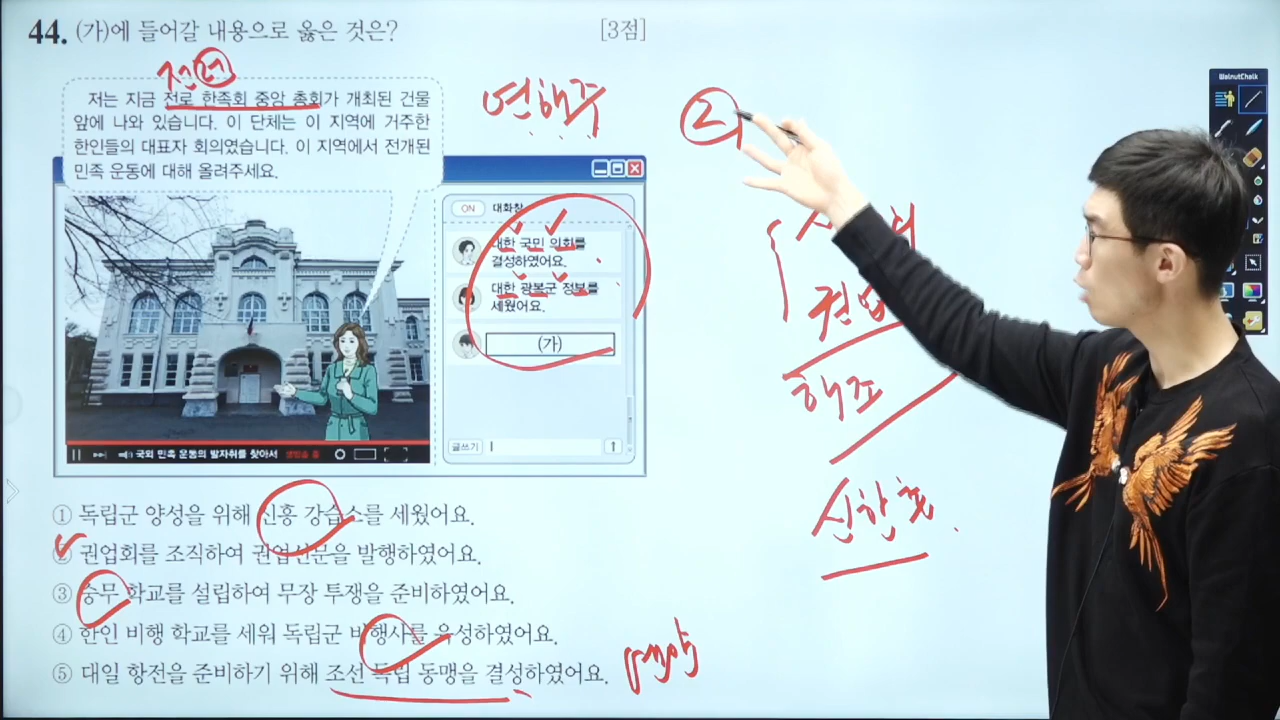 44. (가)에 들어갈 내용으로 옳은 것은? [3점]
전러
저는 지금 전로 한족회 중앙 총회가 개최된 건물
앞에 나와 있습니다. 이 단체는 이 지역에 거주한
한인들의 대표자 회의였습니다. 이 지역에서 전개된
민족 운동에 대해 올려주세요.
연해주
②
ON 대화창
대한 국민 의회를
결성하였어요.
대한 광복군 정부를
세웠어요.
(가)
글쓰기
국외 민족 운동의 발자취를 찾아서
권업
해조
신한촌
① 독립군 양성을 위해 신흥 강습소를 세웠어요.
② 권업회를 조직하여 권업신문을 발행하였어요.
③ 숭무 학교를 설립하여 무장 투쟁을 준비하였어요.
④ 한인 비행 학교를 세워 독립군 비행사를 육성하였어요.
⑤ 대일 항전을 준비하기 위해 조선 독립 동맹을 결성하였어요.
WalnutChalk